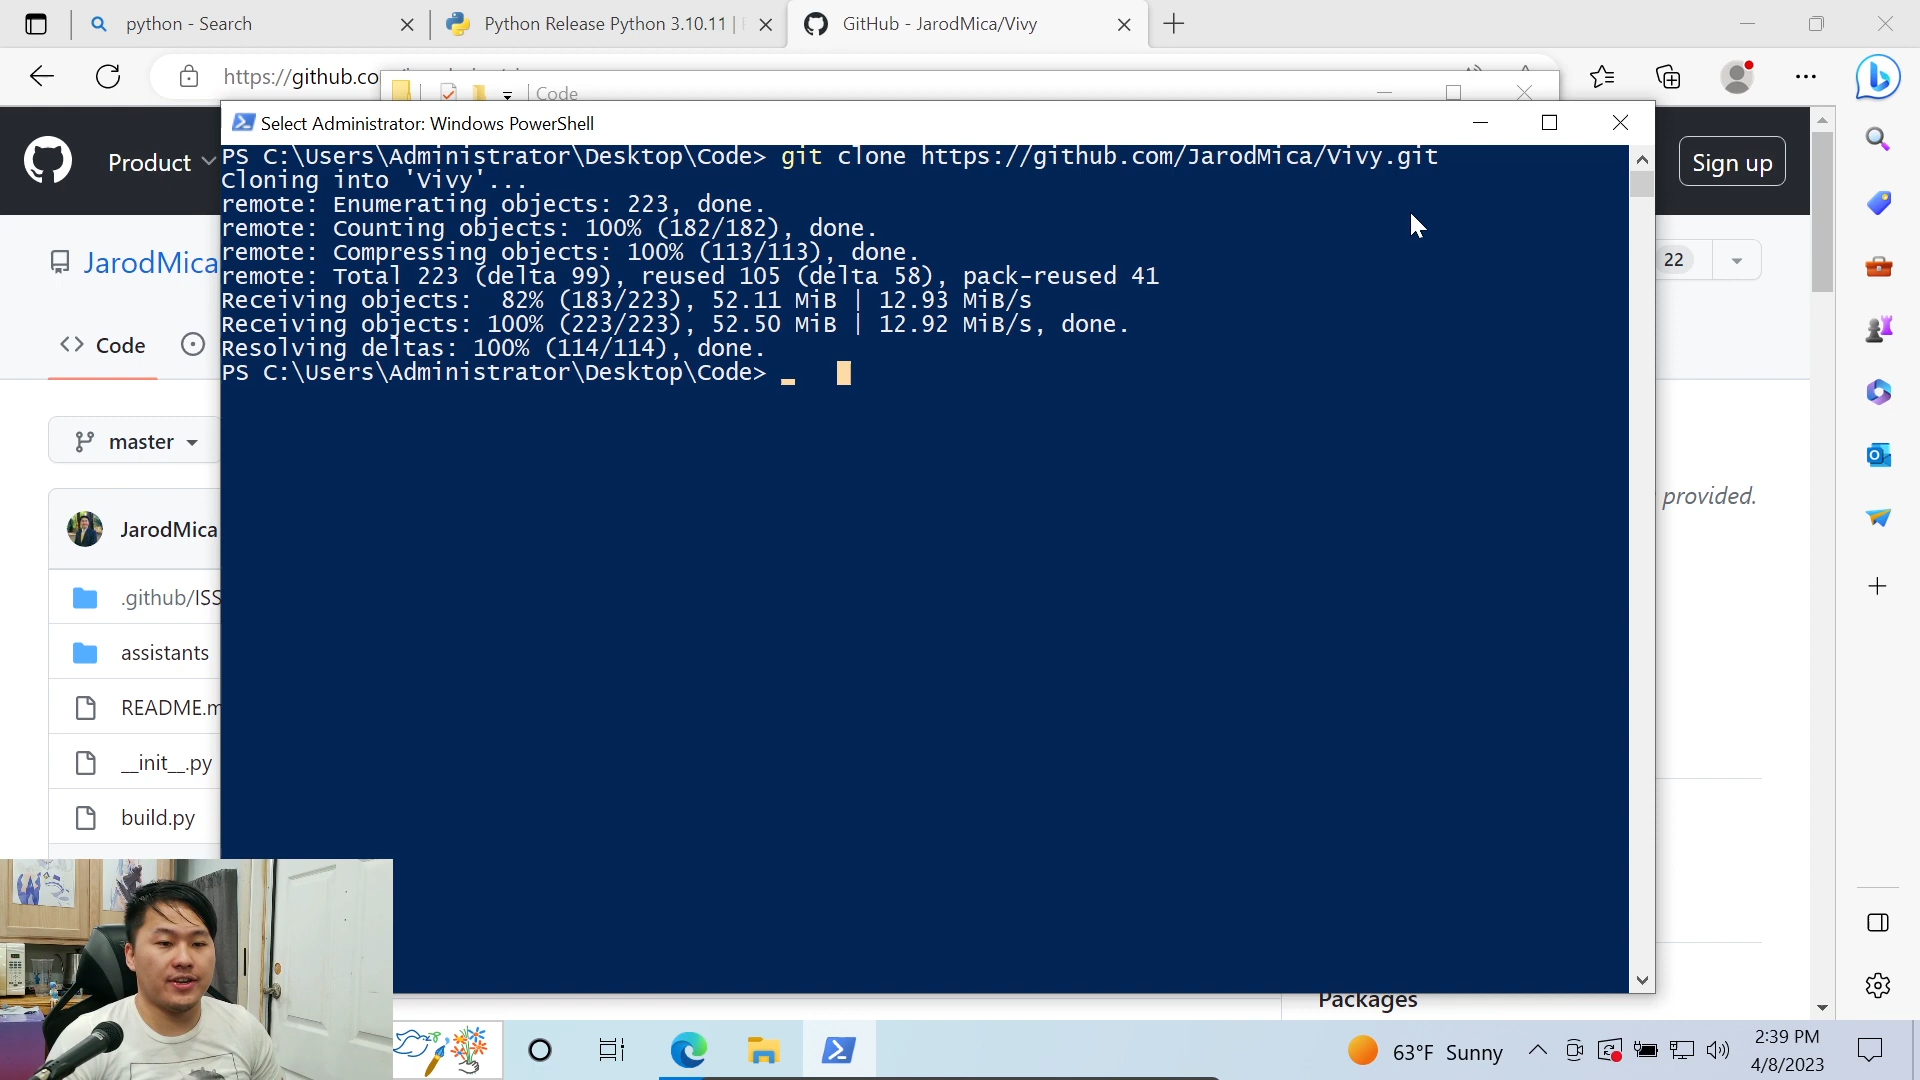 python - Search
Python Release Python 3.10.11 |
GitHub - JarodMica/Vivy
https://github.co
Code
Select Administrator: Windows PowerShell
Product
Sign up
PS C:\Users\Administrator\Desktop\Code> git clone https://github.com/JarodMica/Vivy.git
Cloning into 'Vivy'...
remote: Enumerating objects: 223, done.
remote: Counting objects: 100% (182/182), done.
remote: Compressing objects: 100% (113/113), done.
remote: Total 223 (delta 99), reused 105 (delta 58), pack-reused 41
Receiving objects:  82% (183/223), 52.11 MiB | 12.93 MiB/s
Receiving objects: 100% (223/223), 52.50 MiB | 12.92 MiB/s, done.
Resolving deltas: 100% (114/114), done.
PS C:\Users\Administrator\Desktop\Code>
JarodMica
22
<> Code
master
provided.
JarodMica
.github/ISS
assistants
README.m
__init__.py
build.py
Packages
63°F Sunny
2:39 PM
4/8/2023